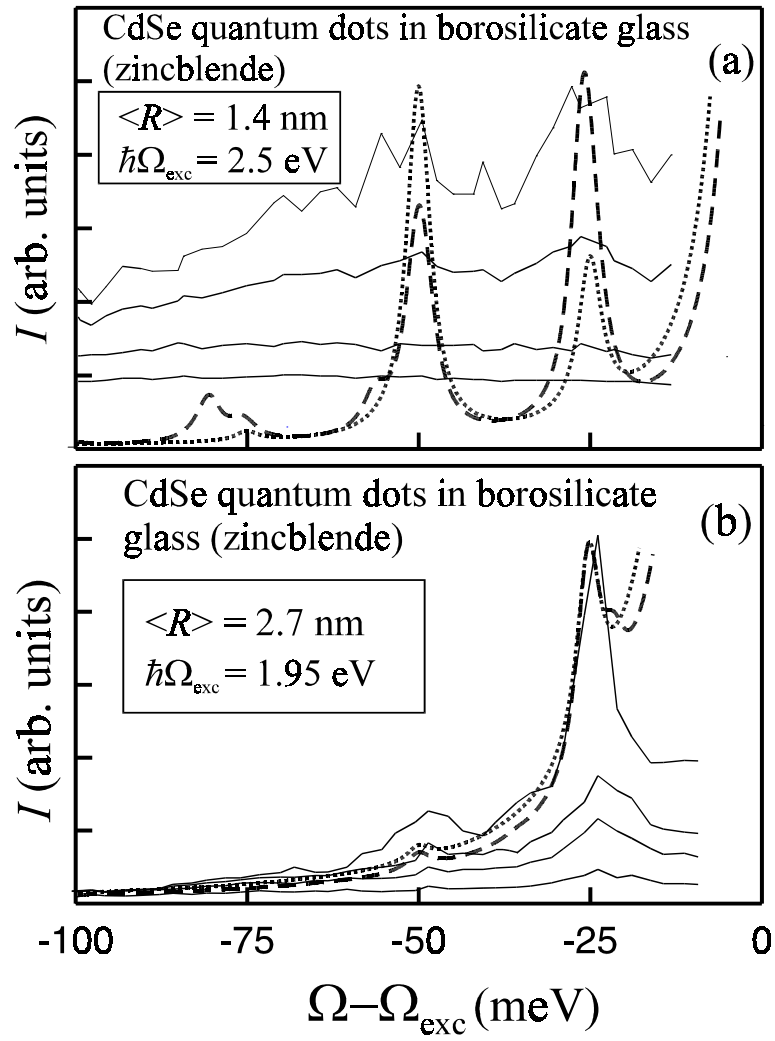 CdSe quantum dots in borosilicate glass
(zincblende)
(a)
<R> = 1.4 nm
ħΩexc = 2.5 eV
I (arb. units)
CdSe quantum dots in borosilicate
glass (zincblende)
(b)
<R> = 2.7 nm
ħΩexc = 1.95 eV
I (arb. units)
-100 -75 -50 -25 0
Ω−Ωexc (meV)